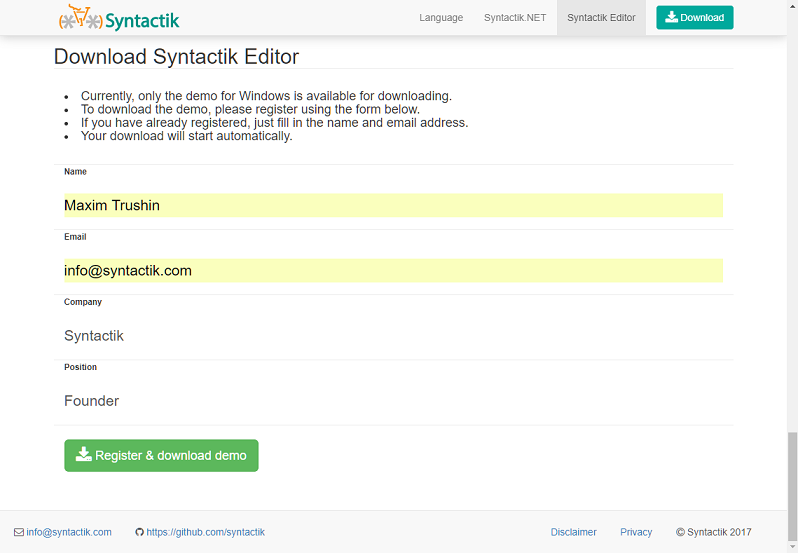 Syntactik
Language Syntactik.NET Syntactik Editor Download
Download Syntactik Editor
• Currently, only the demo for Windows is available for downloading.
• To download the demo, please register using the form below.
• If you have already registered, just fill in the name and email address.
• Your download will start automatically.
Name
Maxim Trushin
Email
info@syntactik.com
Company
Syntactik
Position
Founder
Register & download demo
info@syntactik.com https://github.com/syntactik Disclaimer Privacy © Syntactik 2017